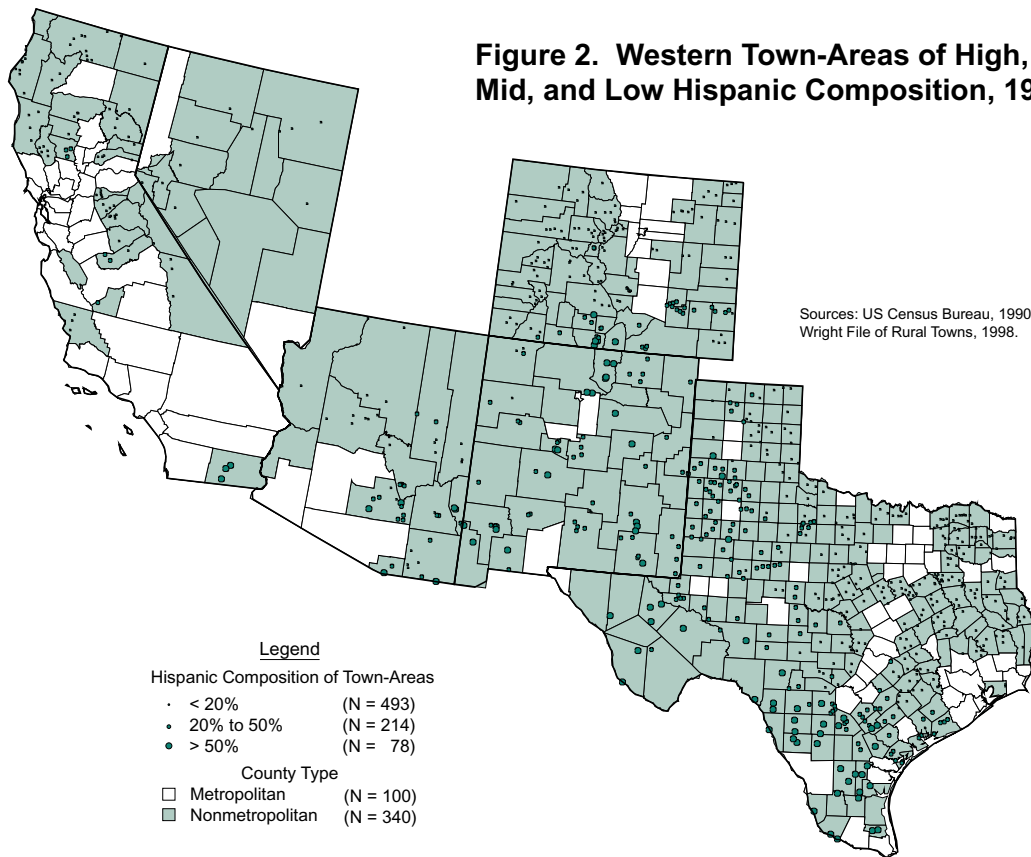 Figure 2. Western Town-Areas of High,
Mid, and Low Hispanic Composition, 19
Sources: US Census Bureau, 1990
Wright File of Rural Towns, 1998.
Legend
Hispanic Composition of Town-Areas
< 20% (N = 493)
20% to 50% (N = 214)
> 50% (N = 78)
County Type
Metropolitan (N = 100)
Nonmetropolitan (N = 340)